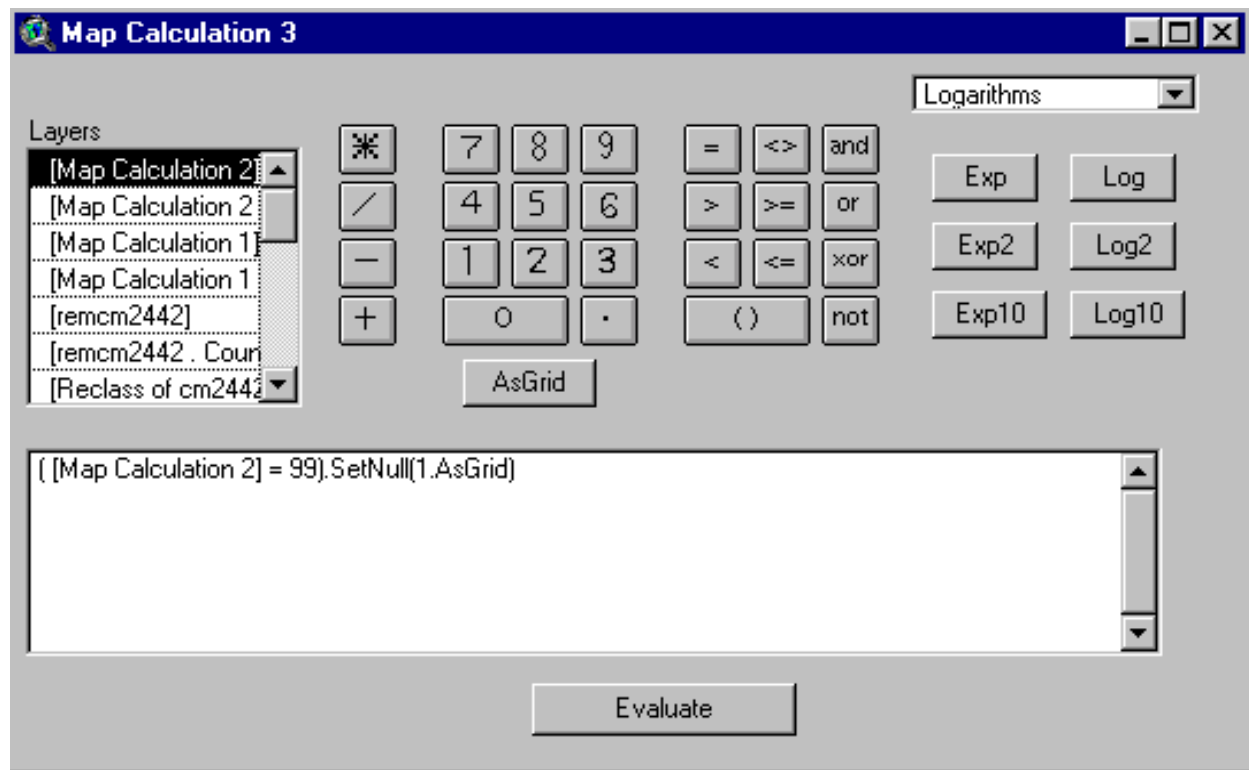 Map Calculation 3
Logarithms
Layers
[Map Calculation 2]
[Map Calculation 2
[Map Calculation 1]
[Map Calculation 1
[remcm2442]
[remcm2442 . Coun
[Reclass of cm2442
* 7 8 9 = <> and
/ 4 5 6 > >= or
- 1 2 3 < <= xor
+ 0 . ( ) not
AsGrid
Exp Log
Exp2 Log2
Exp10 Log10
( [Map Calculation 2] = 99).SetNull(1.AsGrid)
Evaluate